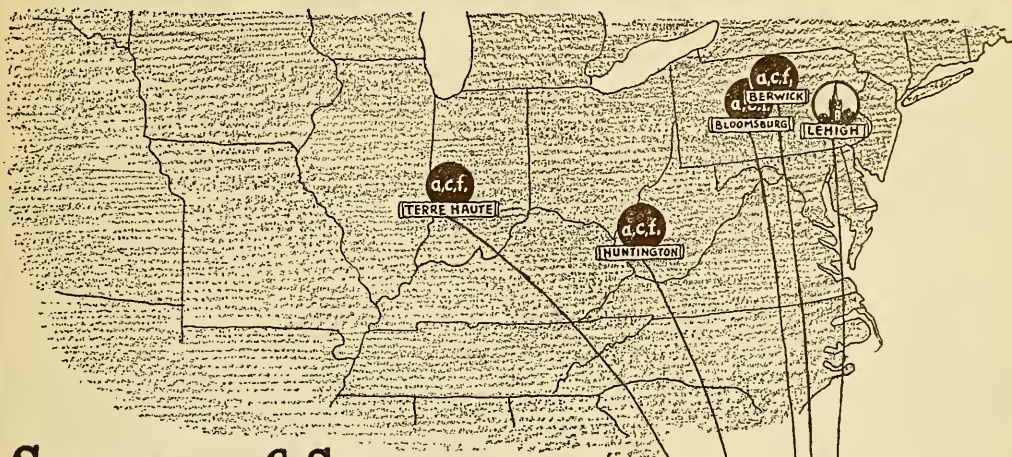 a.c.f.
BERWICK
a.c.f.
BLOOMSBURG
LEHIGH
a.c.f.
TERRE HAUTE
a.c.f.
HUNTINGTON